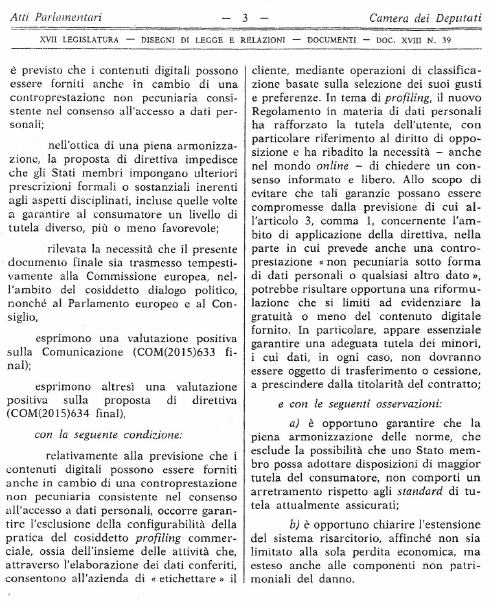 Atti Parlamentari — 3 — Camera dei Deputati
XVII LEGISLATURA — DISEGNI DI LEGGE E RELAZIONI — DOCUMENTI — DOC. XVIII N. 39
è previsto che i contenuti digitali possono
essere forniti anche in cambio di una
controprestazione non pecuniaria consi-
stente nel consenso all'accesso a dati per-
sonali;
nell'ottica di una piena armonizza-
zione, la proposta di direttiva impedisce
che gli Stati membri impongano ulteriori
prescrizioni formali o sostanziali inerenti
agli aspetti disciplinati, incluse quelle volte
a garantire al consumatore un livello di
tutela diverso, più o meno favorevole;
rilevata la necessità che il presente
documento finale sia trasmesso tempesti-
vamente alla Commissione europea, nel-
l'ambito del cosiddetto dialogo politico,
nonché al Parlamento europeo e al Con-
siglio,
esprimono una valutazione positiva
sulla Comunicazione (COM(2015)633 fi-
nal);
esprimono altresì una valutazione
positiva sulla proposta di direttiva
(COM(2015)634 final),
con la seguente condizione:
relativamente alla previsione che i
contenuti digitali possono essere forniti
anche in cambio di una controprestazione
non pecuniaria consistente nel consenso
all'accesso a dati personali, occorre garan-
tire l'esclusione della configurabilità della
pratica del cosiddetto profiling commer-
ciale, ossia dell'insieme delle attività che,
attraverso l'elaborazione dei dati conferiti,
consentono all'azienda di « etichettare » il
cliente, mediante operazioni di classifica-
zione basate sulla selezione dei suoi gusti
e preferenze. In tema di profiling, il nuovo
Regolamento in materia di dati personali
ha rafforzato la tutela dell'utente, con
particolare riferimento al diritto di oppo-
sizione e ha ribadito la necessità – anche
nel mondo online – di chiedere un con-
senso informato e libero. Allo scopo di
evitare che tali garanzie possano essere
compromesse dalla previsione di cui al-
l'articolo 3, comma 1, concernente l'am-
bito di applicazione della direttiva, nella
parte in cui prevede anche una contro-
prestazione « non pecuniaria sotto forma
di dati personali o qualsiasi altro dato »,
potrebbe risultare opportuna una riformu-
lazione che si limiti ad evidenziare la
gratuità o meno del contenuto digitale
fornito. In particolare, appare essenziale
garantire una adeguata tutela dei minori,
i cui dati, in ogni caso, non dovranno
essere oggetto di trasferimento o cessione,
a prescindere dalla titolarità del contratto;
e con le seguenti osservazioni:
a) è opportuno garantire che la
piena armonizzazione delle norme, che
esclude la possibilità che uno Stato mem-
bro possa adottare disposizioni di maggior
tutela del consumatore, non comporti un
arretramento rispetto agli standard di tu-
tela attualmente assicurati;
b) è opportuno chiarire l'estensione
del sistema risarcitorio, affinché non sia
limitato alla sola perdita economica, ma
esteso anche alle componenti non patri-
moniali del danno.